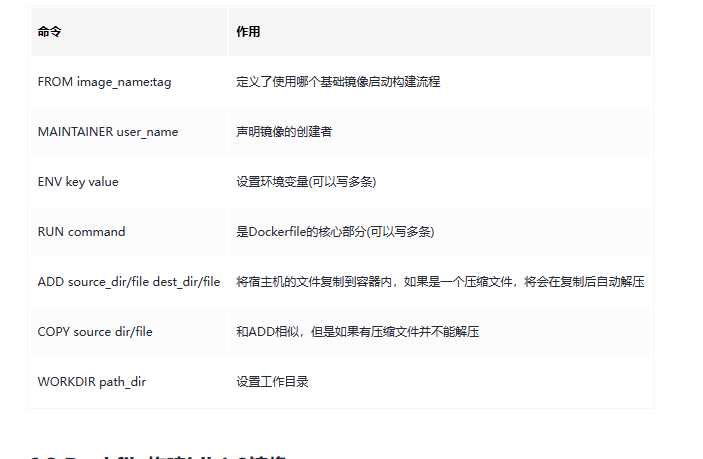 命令 作用
FROM image_name:tag 定义了使用哪个基础镜像启动构建流程
MAINTAINER user_name 声明镜像的创建者
ENV key value 设置环境变量(可以写多条)
RUN command 是Dockerfile的核心部分(可以写多条)
ADD source_dir/file dest_dir/file 将宿主机的文件复制到容器内，如果是一个压缩文件，将会在复制后自动解压
COPY source dir/file 和ADD相似，但是如果有压缩文件并不能解压
WORKDIR path_dir 设置工作目录